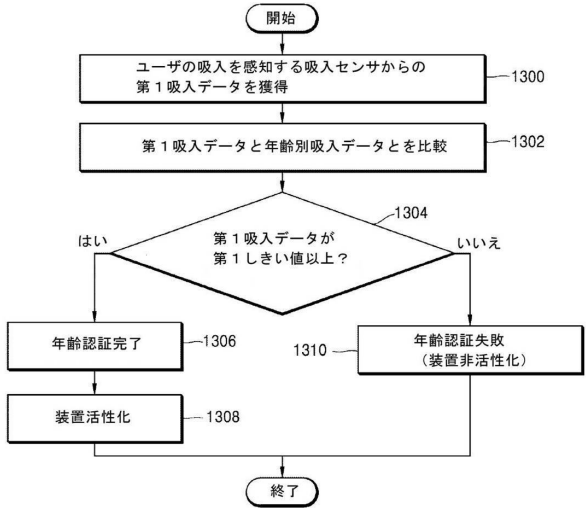 開始
ユーザの吸入を感知する吸入センサからの
第1吸入データを獲得
1300
第1吸入データと年齢別吸入データとを比較
1302
1304
第1吸入データが
第1しきい値以上?
はい
いいえ
年齢認証完了
1306
1310
年齢認証失敗
(装置非活性化)
装置活性化
1308
終了